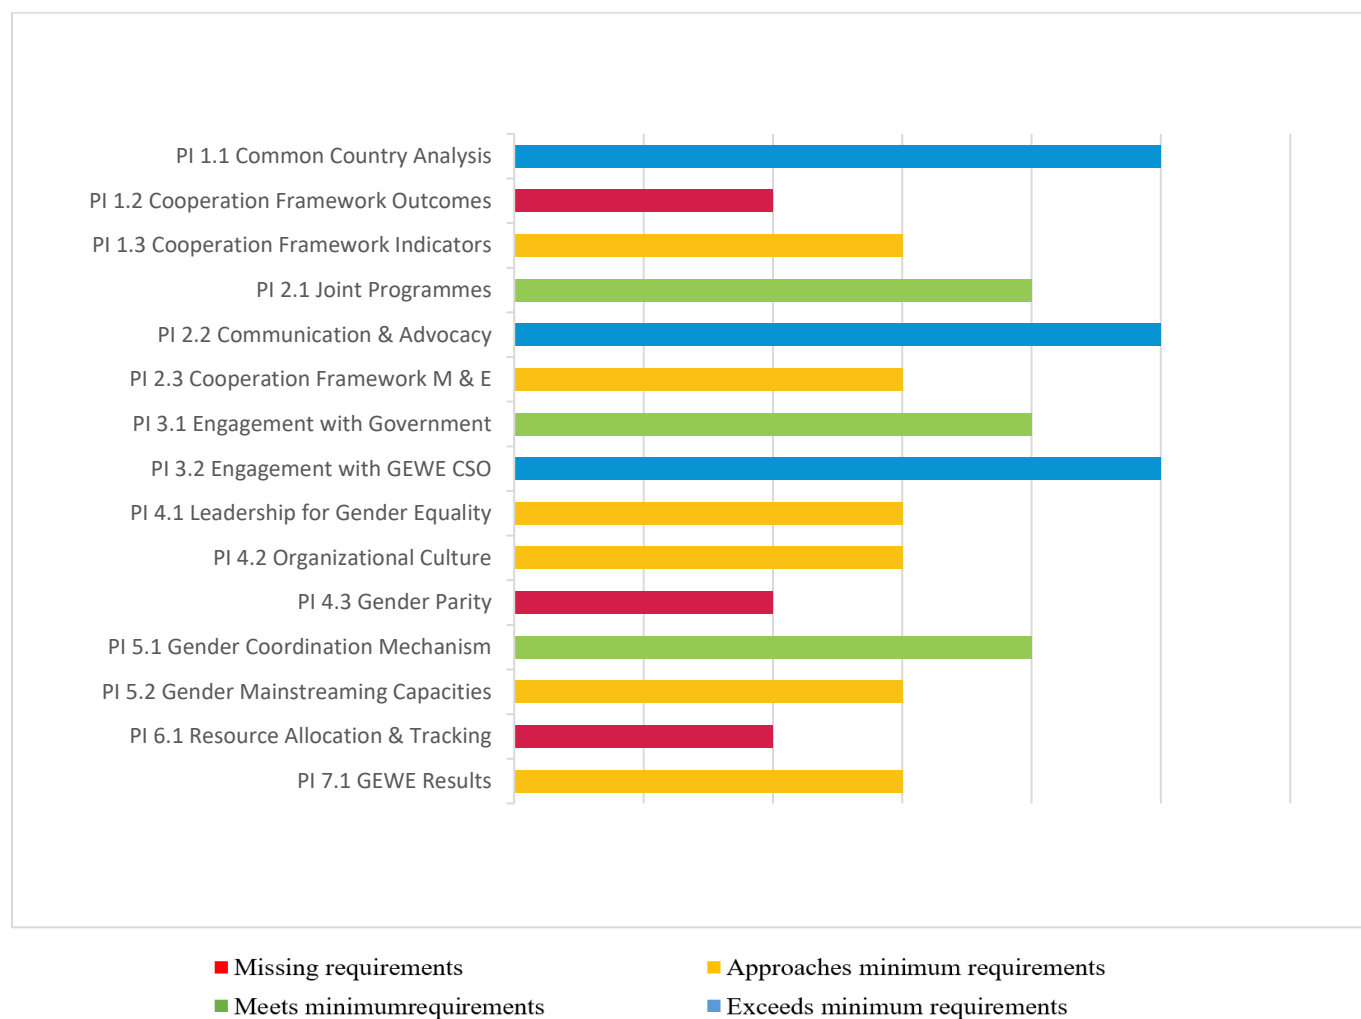 PI 1.1 Common Country Analysis
PI 1.2 Cooperation Framework Outcomes
PI 1.3 Cooperation Framework Indicators
PI 2.1 Joint Programmes
PI 2.2 Communication & Advocacy
PI 2.3 Cooperation Framework M & E
PI 3.1 Engagement with Government
PI 3.2 Engagement with GEWE CSO
PI 4.1 Leadership for Gender Equality
PI 4.2 Organizational Culture
PI 4.3 Gender Parity
PI 5.1 Gender Coordination Mechanism
PI 5.2 Gender Mainstreaming Capacities
PI 6.1 Resource Allocation & Tracking
PI 7.1 GEWE Results
Missing requirements
Approaches minimum requirements
Meets minimumrequirements
Exceeds minimum requirements